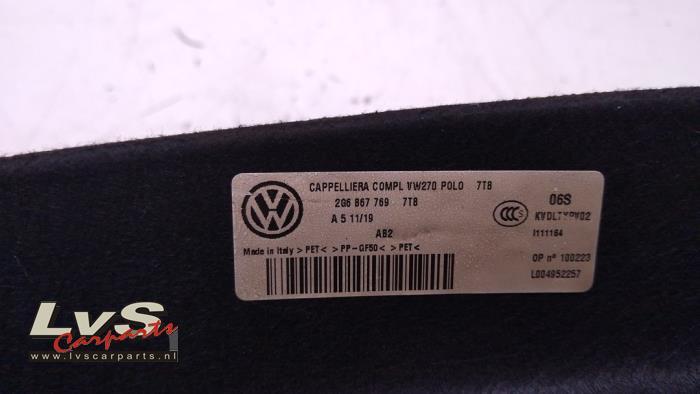 CAPPELLIERA COMPL VW270 POLO 7T8
2G6 867 769 7T8
A 5 11/19
AB2
Made in Italy >PET< >PP-GF50< >PET<
06S
I111164
OP n° 100223
L004952257
LvS
Carparts
www.lvscarparts.nl